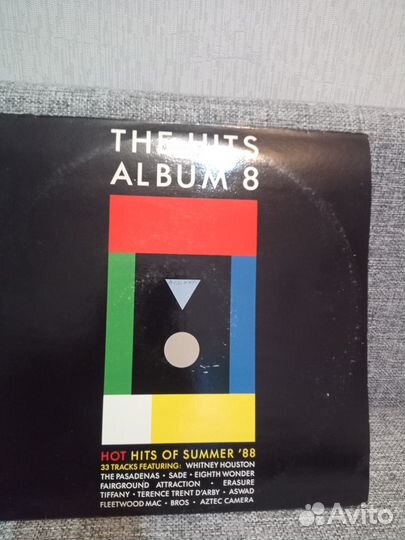 THE HITS
ALBUM 8
HOT HITS OF SUMMER '88
33 TRACKS FEATURING: WHITNEY HOUSTON
THE PASADENAS • SADE • EIGHTH WONDER
FAIRGROUND ATTRACTION • ERASURE
TIFFANY • TERENCE TRENT D'ARBY • ASWAD
FLEETWOOD MAC • BROS • AZTEC CAMERA
Avito